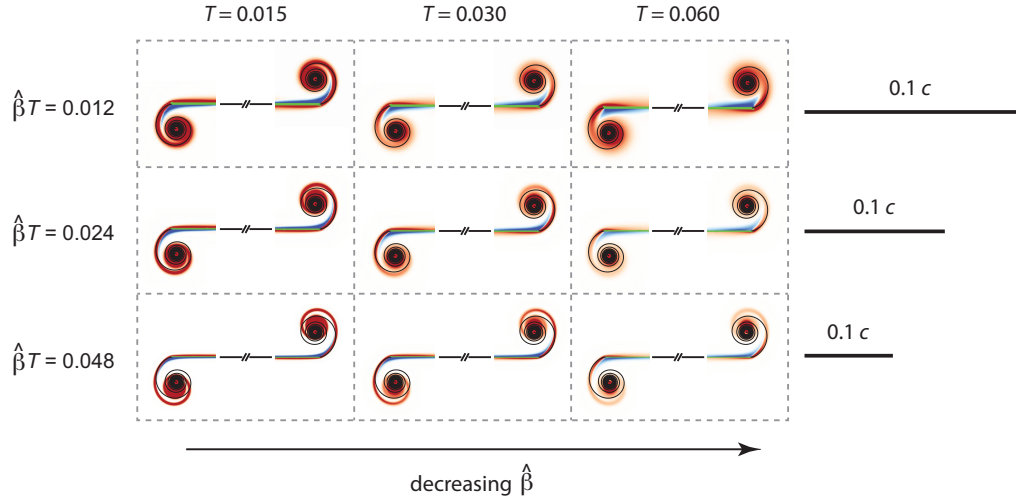 T = 0.015 T = 0.030 T = 0.060
β̂T = 0.012 0.1 c
β̂T = 0.024 0.1 c
β̂T = 0.048 0.1 c
decreasing β̂